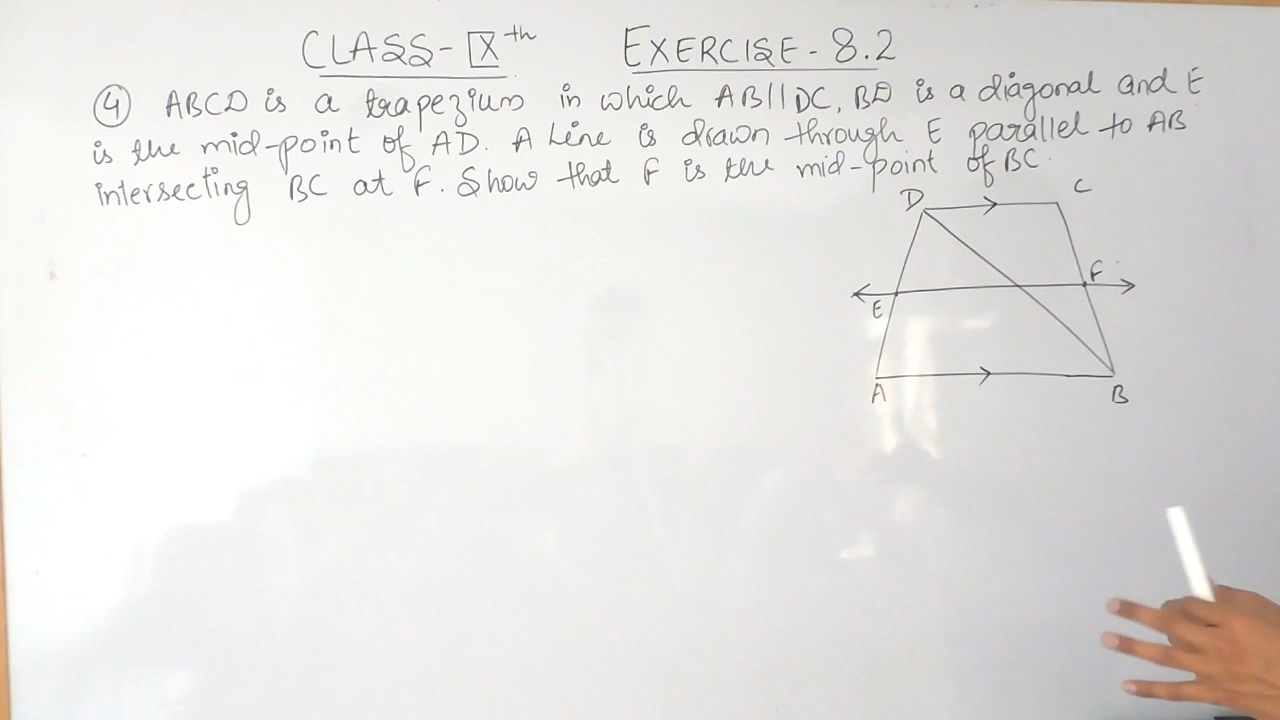 CLASS-IXth EXERCISE-8.2
④ ABCD is a trapezium in which AB||DC, BD is a diagonal and E
is the mid-point of AD. A Line is drawn through E parallel to AB
intersecting BC at F. Show that F is the mid-point of BC.
D C
E F
A B